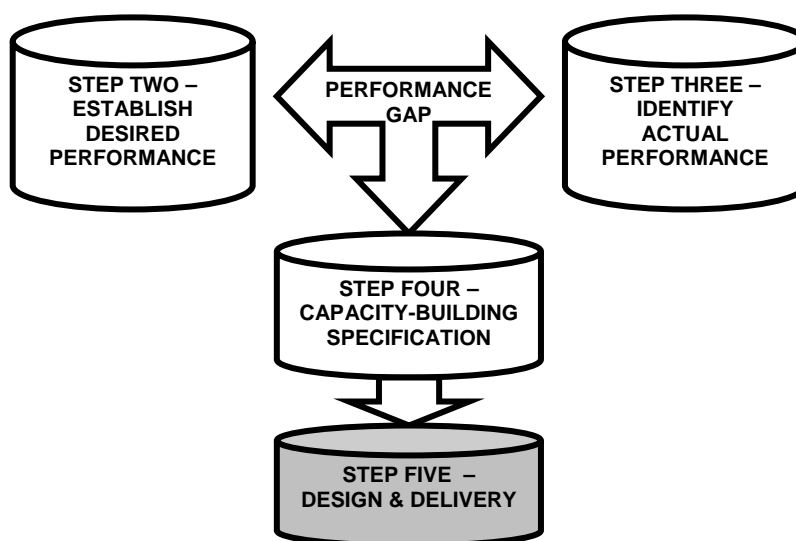 STEP TWO –
ESTABLISH
DESIRED
PERFORMANCE
PERFORMANCE
GAP
STEP THREE –
IDENTIFY
ACTUAL
PERFORMANCE
STEP FOUR –
CAPACITY-BUILDING
SPECIFICATION
STEP FIVE –
DESIGN & DELIVERY